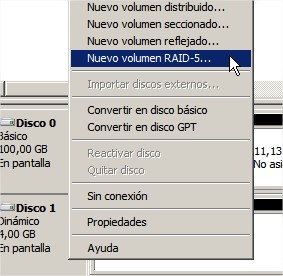 Nuevo volumen distribuido...
Nuevo volumen seccionado...
Nuevo volumen reflejado...
Nuevo volumen RAID-5...
Importar discos externos...
Convertir en disco básico
Convertir en disco GPT
Reactivar disco
Quitar disco
Sin conexión
Propiedades
Ayuda
Disco 0
Básico
100,00 GB
En pantalla
11,13
No asi
Disco 1
Dinámico
4,00 GB
En pantalla